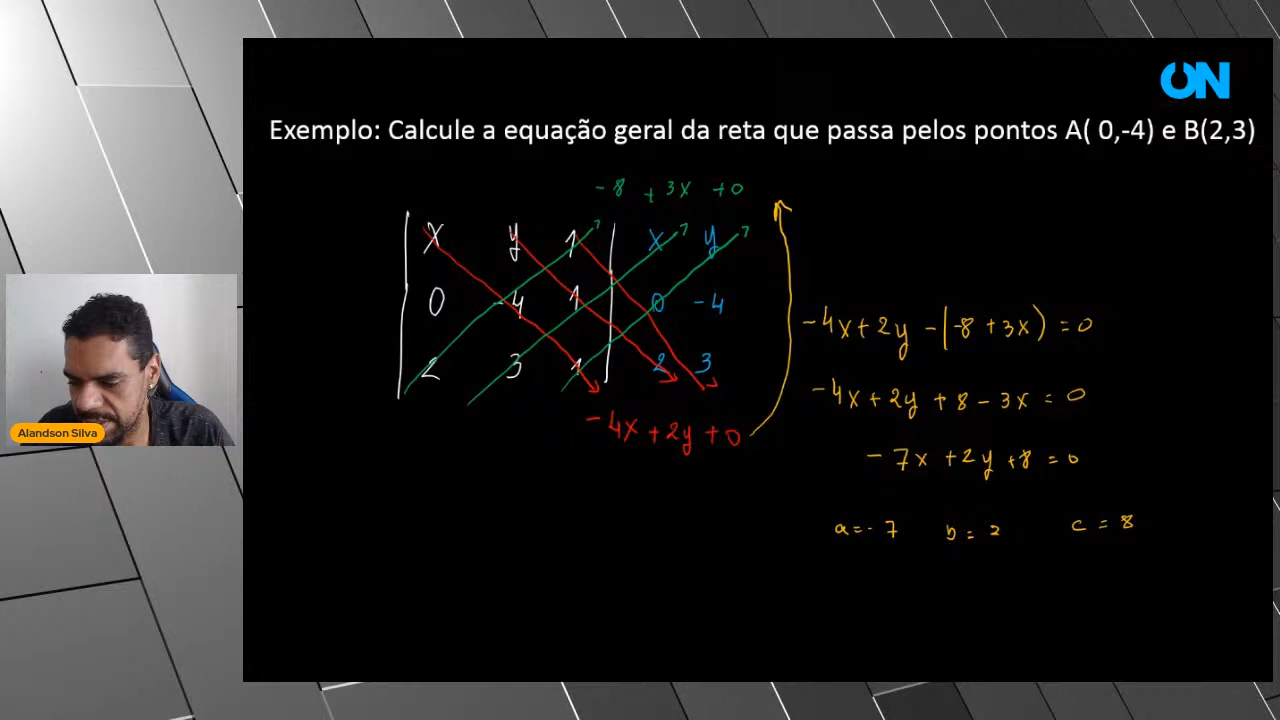 ON
Exemplo: Calcule a equação geral da reta que passa pelos pontos A( 0,-4) e B(2,3)
-8 + 3x + 0
x y 1 x y
0 -4 1 0 -4
2 3 1 2 3
-4x + 2y + 0
-4x + 2y - (-8 + 3x) = 0
-4x + 2y + 8 - 3x = 0
-7x + 2y + 8 = 0
a = -7 b = 2 c = 8
Alandson Silva